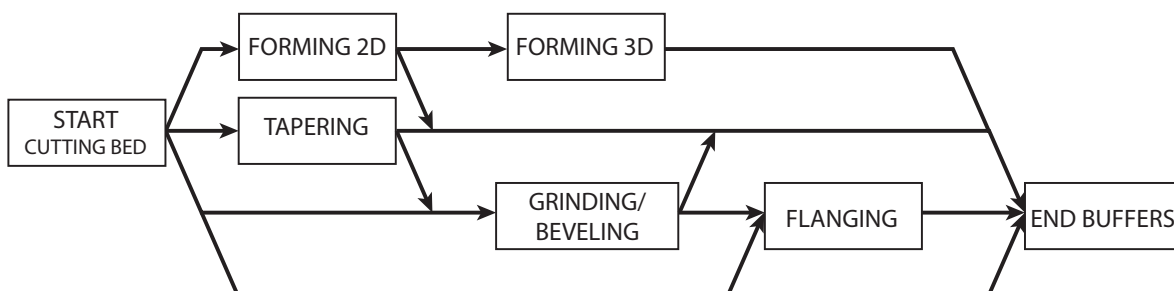 FORMING 2D
FORMING 3D
START
CUTTING BED
TAPERING
GRINDING/
BEVELING
FLANGING
END BUFFERS